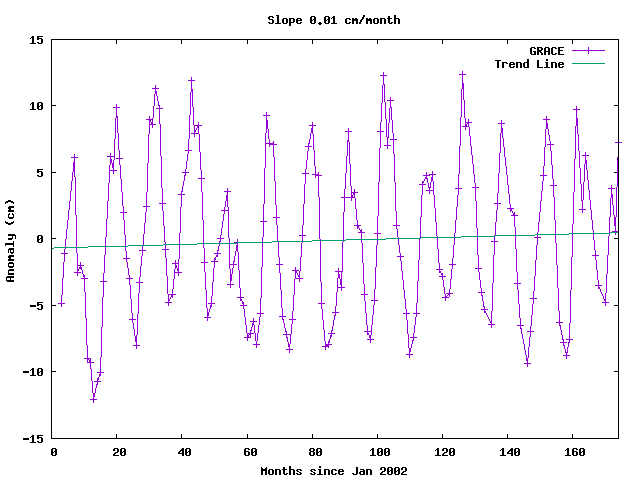 Slope 0.01 cm/month
GRACE
Trend Line
15
10
5
0
-5
-10
-15
Anomaly (cm)
0 20 40 60 80 100 120 140 160
Months since Jan 2002